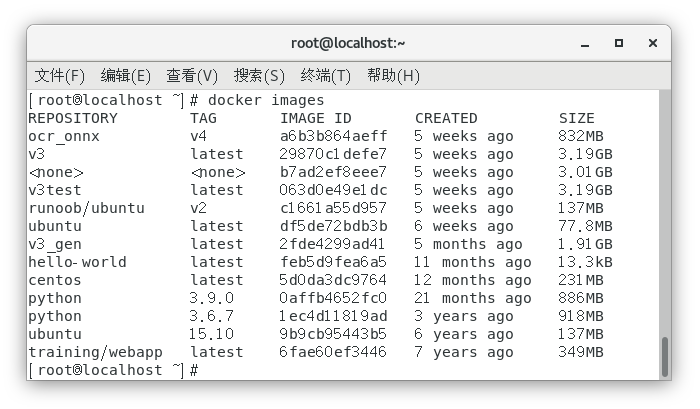 root@localhost:~
文件(F) 编辑(E) 查看(V) 搜索(S) 终端(T) 帮助(H)
[root@localhost ~]# docker images
REPOSITORY TAG IMAGE ID CREATED SIZE
ocr_onnx v4 a6b3b864aeff 5 weeks ago 832MB
v3 latest 29870c1defe7 5 weeks ago 3.19GB
<none> <none> b7ad2ef8eee7 5 weeks ago 3.01GB
v3test latest 063d0e49e1dc 5 weeks ago 3.19GB
runoob/ubuntu v2 c1661a55d957 5 weeks ago 137MB
ubuntu latest df5de72bdb3b 6 weeks ago 77.8MB
v3_gen latest 2fde4299ad41 5 months ago 1.91GB
hello-world latest feb5d9fea6a5 11 months ago 13.3kB
centos latest 5d0da3dc9764 12 months ago 231MB
python 3.9.0 0affb4652fc0 21 months ago 886MB
python 3.6.7 1ec4d11819ad 3 years ago 918MB
ubuntu 15.10 9b9cb95443b5 6 years ago 137MB
training/webapp latest 6fae60ef3446 7 years ago 349MB
[root@localhost ~]#